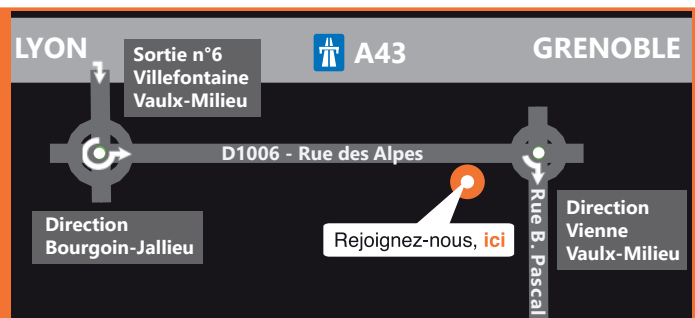 LYON
Sortie n°6
Villefontaine
Vaulx-Milieu
A43
GRENOBLE
D1006 - Rue des Alpes
Direction
Bourgoin-Jallieu
Rejoignez-nous, ici
Rue B. Pascal
Direction
Vienne
Vaulx-Milieu